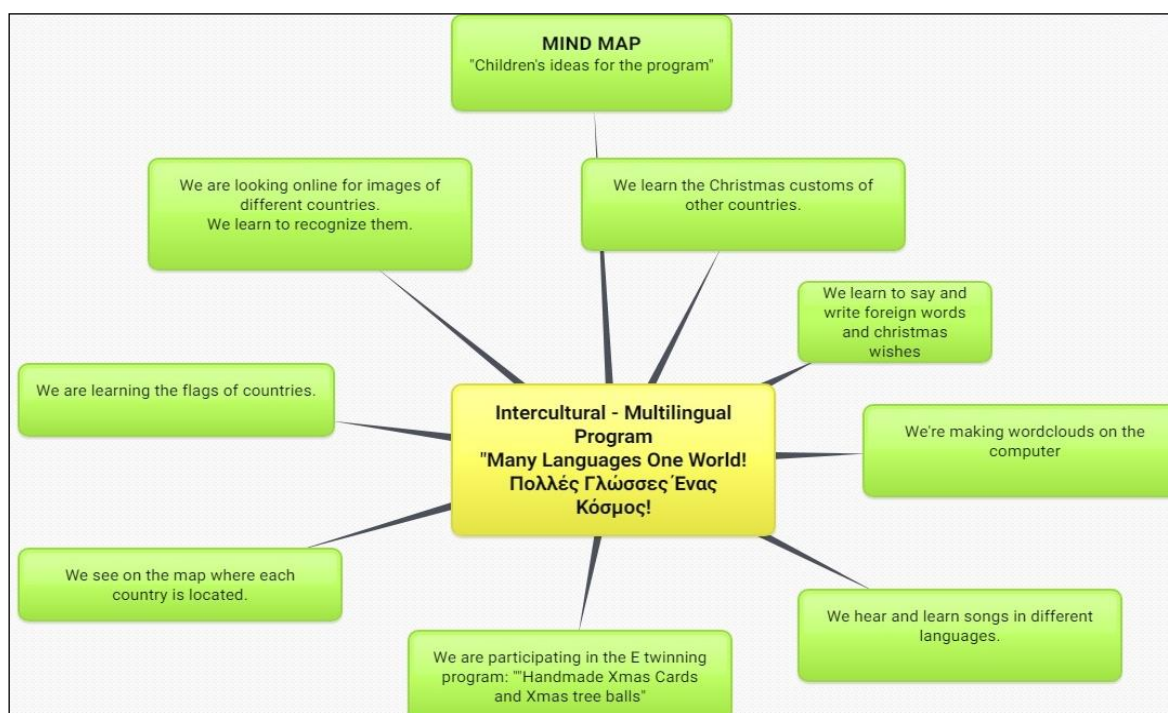 MIND MAP
"Children's ideas for the program"
We are looking online for images of
different countries.
We learn to recognize them.
We learn the Christmas customs of
other countries.
We learn to say and
write foreign words
and christmas
wishes
We are learning the flags of countries.
Intercultural - Multilingual
Program
"Many Languages One World!
Πολλές Γλώσσες Ένας
Κόσμος!
We're making wordclouds on the
computer
We see on the map where each
country is located.
We hear and learn songs in different
languages.
We are participating in the E twinning
program: ""Handmade Xmas Cards
and Xmas tree balls"